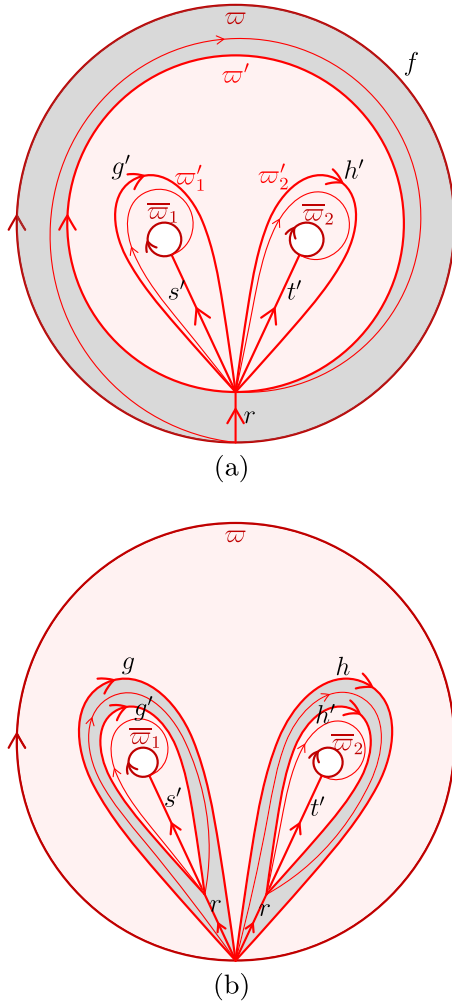 ϖ
f
ϖ′
g′ ϖ′₁ ϖ′₂ h′
ϖ̅₁ ϖ̅₂
s′ t′
r
(a)
ϖ
g h
g′ h′
ϖ̅₁ ϖ̅₂
s′ t′
r r
(b)